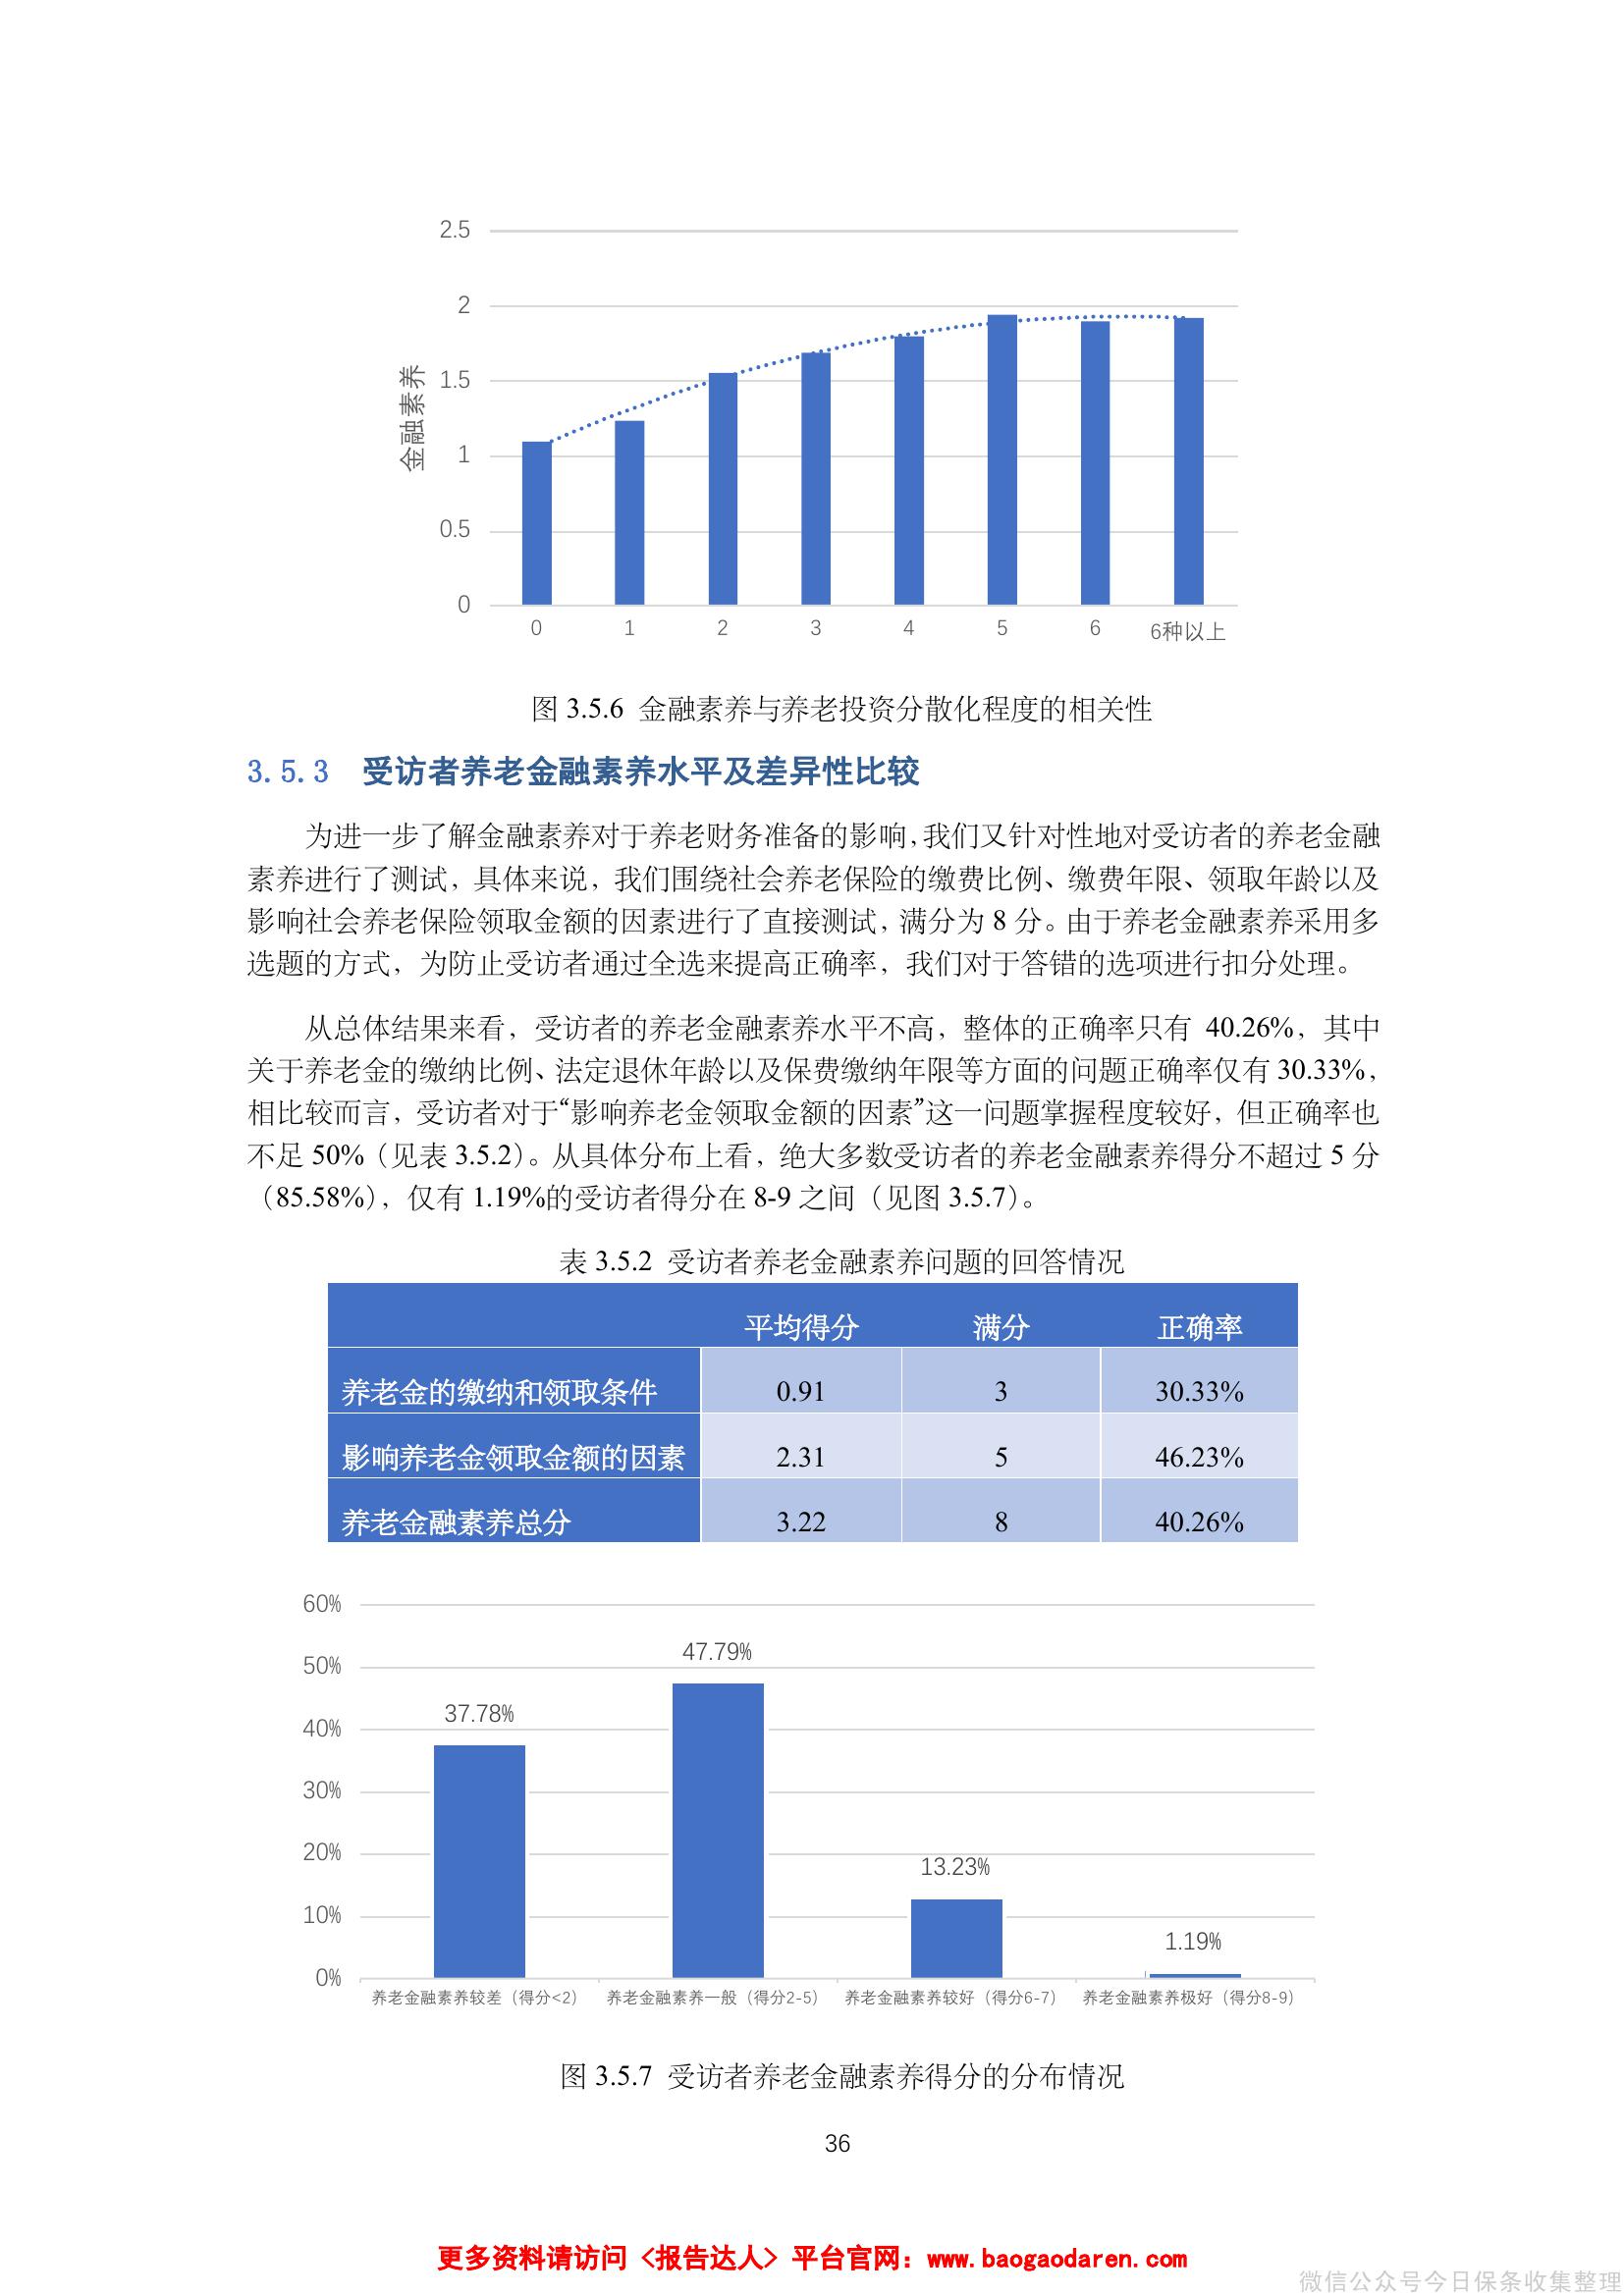 2.5
2
1.5
1
0.5
0
金融素养
0 1 2 3 4 5 6 6种以上
图 3.5.6 金融素养与养老投资分散化程度的相关性
3.5.3 受访者养老金融素养水平及差异性比较
为进一步了解金融素养对于养老财务准备的影响,我们又针对性地对受访者的养老金融
素养进行了测试，具体来说，我们围绕社会养老保险的缴费比例、缴费年限、领取年龄以及
影响社会养老保险领取金额的因素进行了直接测试，满分为 8 分。由于养老金融素养采用多
选题的方式，为防止受访者通过全选来提高正确率，我们对于答错的选项进行扣分处理。
从总体结果来看，受访者的养老金融素养水平不高，整体的正确率只有 40.26%，其中
关于养老金的缴纳比例、法定退休年龄以及保费缴纳年限等方面的问题正确率仅有 30.33%，
相比较而言，受访者对于“影响养老金领取金额的因素”这一问题掌握程度较好，但正确率也
不足 50%（见表 3.5.2）。从具体分布上看，绝大多数受访者的养老金融素养得分不超过 5 分
（85.58%），仅有 1.19%的受访者得分在 8-9 之间（见图 3.5.7）。
表 3.5.2 受访者养老金融素养问题的回答情况
平均得分 满分 正确率
养老金的缴纳和领取条件 0.91 3 30.33%
影响养老金领取金额的因素 2.31 5 46.23%
养老金融素养总分 3.22 8 40.26%
60%
50%
40%
30%
20%
10%
0%
37.78%
47.79%
13.23%
1.19%
养老金融素养较差（得分<2） 养老金融素养一般（得分2-5） 养老金融素养较好（得分6-7） 养老金融素养极好（得分8-9）
图 3.5.7 受访者养老金融素养得分的分布情况
36
更多资料请访问〈报告达人〉平台官网：www.baogaodaren.com
微信公众号今日保条收集整理